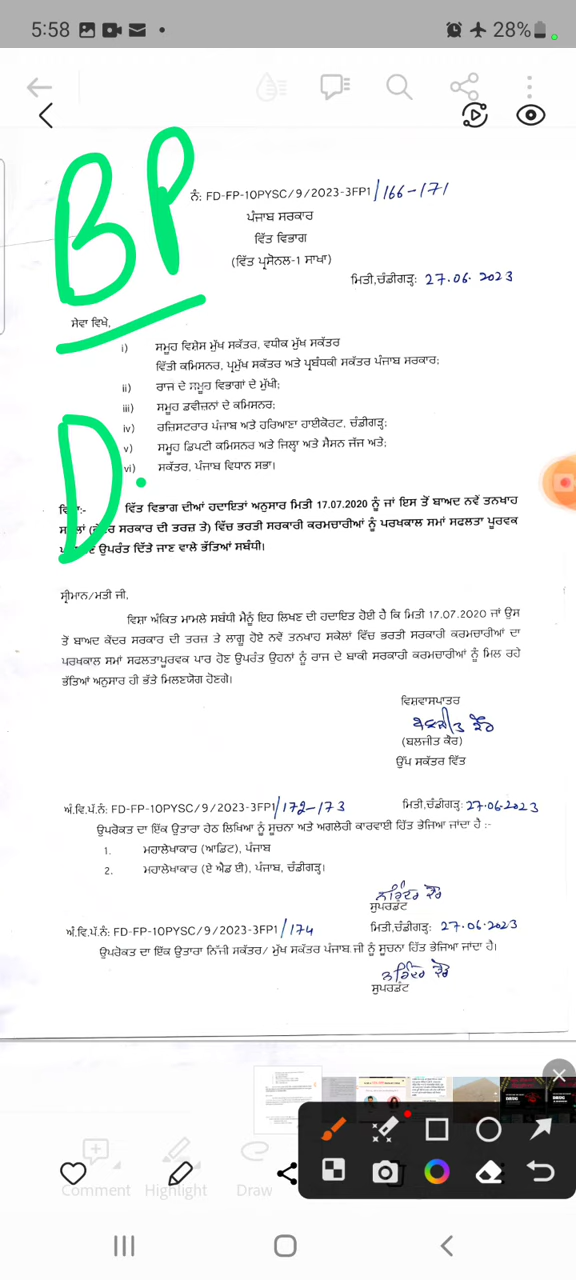 5:58
28%
BP
D.
ਨੰ: FD-FP-10PYSC/9/2023-3FP1/166-171
ਪੰਜਾਬ ਸਰਕਾਰ
ਵਿੱਤ ਵਿਭਾਗ
(ਵਿੱਤ ਪ੍ਰਸੋਨਲ-1 ਸਾਖਾ)
ਮਿਤੀ,ਚੰਡੀਗੜ੍ਹ: 27.06.2023
ਸੇਵਾ ਵਿਖੇ,
i) ਸਮੂਹ ਵਿਸ਼ੇਸ ਮੁੱਖ ਸਕੱਤਰ, ਵਧੀਕ ਮੁੱਖ ਸਕੱਤਰ
ਵਿੱਤੀ ਕਮਿਸਨਰ, ਪ੍ਰਮੁੱਖ ਸਕੱਤਰ ਅਤੇ ਪ੍ਰਬੰਧਕੀ ਸਕੱਤਰ ਪੰਜਾਬ ਸਰਕਾਰ;
ii) ਰਾਜ ਦੇ ਸਮੂਹ ਵਿਭਾਗਾਂ ਦੇ ਮੁੱਖੀ;
iii) ਸਮੂਹ ਡਵੀਜ਼ਨਾਂ ਦੇ ਕਮਿਸਨਰ;
iv) ਰਜਿਸਟਰਾਰ ਪੰਜਾਬ ਅਤੇ ਹਰਿਆਣਾ ਹਾਈਕੋਰਟ, ਚੰਡੀਗੜ੍ਹ;
v) ਸਮੂਹ ਡਿਪਟੀ ਕਮਿਸਨਰ ਅਤੇ ਜਿਲ੍ਹਾ ਅਤੇ ਸੈਸਨ ਜੱਜ ਅਤੇ;
vi) ਸਕੱਤਰ, ਪੰਜਾਬ ਵਿਧਾਨ ਸਭਾ।
ਵਿੱਤ ਵਿਭਾਗ ਦੀਆਂ ਹਦਾਇਤਾਂ ਅਨੁਸਾਰ ਮਿਤੀ 17.07.2020 ਨੂੰ ਜਾਂ ਇਸ ਤੋਂ ਬਾਅਦ ਨਵੇਂ ਤਨਖਾਹ
ਸਰਕਾਰ ਦੀ ਤਰਜ਼ ਤੇ) ਵਿੱਚ ਭਰਤੀ ਸਰਕਾਰੀ ਕਰਮਚਾਰੀਆਂ ਨੂੰ ਪਰਖਕਾਲ ਸਮਾਂ ਸਫਲਤਾ ਪੂਰਵਕ
ਉਪਰੰਤ ਦਿੱਤੇ ਜਾਣ ਵਾਲੇ ਭੱਤਿਆਂ ਸਬੰਧੀ।
ਸ੍ਰੀਮਾਨ/ਮਤੀ ਜੀ,
ਵਿਸ਼ਾ ਅੰਕਿਤ ਮਾਮਲੇ ਸਬੰਧੀ ਮੈਨੂੰ ਇਹ ਲਿਖਣ ਦੀ ਹਦਾਇਤ ਹੋਈ ਹੈ ਕਿ ਮਿਤੀ 17.07.2020 ਜਾਂ ਉਸ
ਤੋਂ ਬਾਅਦ ਕੇਂਦਰ ਸਰਕਾਰ ਦੀ ਤਰਜ਼ ਤੇ ਲਾਗੂ ਹੋਏ ਨਵੇਂ ਤਨਖਾਹ ਸਕੇਲਾਂ ਵਿੱਚ ਭਰਤੀ ਸਰਕਾਰੀ ਕਰਮਚਾਰੀਆਂ ਦਾ
ਪਰਖਕਾਲ ਸਮਾਂ ਸਫਲਤਾਪੂਰਵਕ ਪਾਰ ਹੋਣ ਉਪਰੰਤ ਉਹਨਾਂ ਨੂੰ ਰਾਜ ਦੇ ਬਾਕੀ ਸਰਕਾਰੀ ਕਰਮਚਾਰੀਆਂ ਨੂੰ ਮਿਲ ਰਹੇ
ਭੱਤਿਆਂ ਅਨੁਸਾਰ ਹੀ ਭੱਤੇ ਮਿਲਣਯੋਗ ਹੋਣਗੇ।
ਵਿਸ਼ਵਾਸਪਾਤਰ
ਬਲਜੀਤ ਕੌਰ
(ਬਲਜੀਤ ਕੌਰ)
ਉੱਪ ਸਕੱਤਰ ਵਿੱਤ
ਅੰ.ਵਿ.ਪੱ.ਨੰ: FD-FP-10PYSC/9/2023-3FP1/172-173 ਮਿਤੀ,ਚੰਡੀਗੜ੍ਹ: 27.06.2023
ਉਪਰੋਕਤ ਦਾ ਇੱਕ ਉਤਾਰਾ ਹੇਠ ਲਿਖਿਆ ਨੂੰ ਸੂਚਨਾ ਅਤੇ ਅਗਲੇਰੀ ਕਾਰਵਾਈ ਹਿੱਤ ਭੇਜਿਆ ਜਾਂਦਾ ਹੈ :-
1. ਮਹਾਲੇਖਾਕਾਰ (ਆਡਿਟ), ਪੰਜਾਬ
2. ਮਹਾਲੇਖਾਕਾਰ (ਏ ਐਡ ਈ), ਪੰਜਾਬ, ਚੰਡੀਗੜ੍ਹ।
ਸੁਪਰਡੰਟ
ਅੰ.ਵਿ.ਪੱ.ਨੰ: FD-FP-10PYSC/9/2023-3FP1/174 ਮਿਤੀ,ਚੰਡੀਗੜ੍ਹ: 27.06.2023
ਉਪਰੋਕਤ ਦਾ ਇੱਕ ਉਤਾਰਾ ਨਿੱਜੀ ਸਕੱਤਰ/ ਮੁੱਖ ਸਕੱਤਰ ਪੰਜਾਬ ਜੀ ਨੂੰ ਸੂਚਨਾ ਹਿੱਤ ਭੇਜਿਆ ਜਾਂਦਾ ਹੈ।
ਸੁਪਰਡੰਟ
Comment Highlight Draw